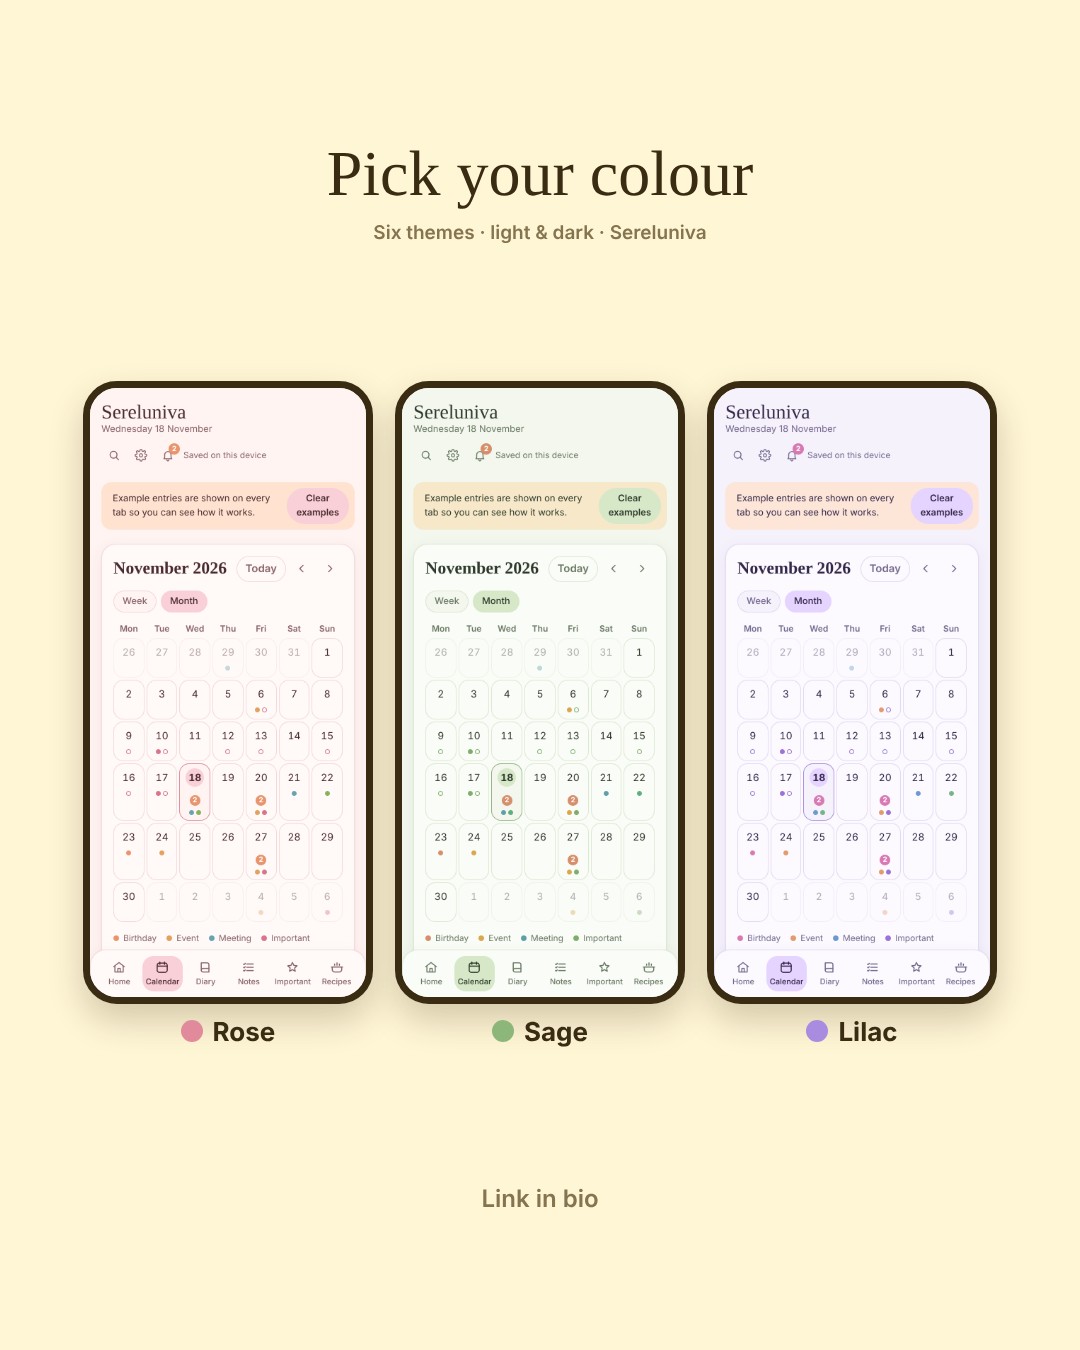 Pick your colour
Six themes · light & dark · Sereluniva
Sereluniva
Wednesday 18 November
2
Saved on this device
Example entries are shown on every
tab so you can see how it works.
Clear
examples
November 2026
Today
Week
Month
Mon Tue Wed Thu Fri Sat Sun
26 27 28 29 30 31 1
2 3 4 5 6 7 8
9 10 11 12 13 14 15
16 17 18 19 20 21 22
2 2
23 24 25 26 27 28 29
2
30 1 2 3 4 5 6
Birthday Event Meeting Important
Home Calendar Diary Notes Important Recipes
Rose
Sereluniva
Wednesday 18 November
2
Saved on this device
Example entries are shown on every
tab so you can see how it works.
Clear
examples
November 2026
Today
Week
Month
Mon Tue Wed Thu Fri Sat Sun
26 27 28 29 30 31 1
2 3 4 5 6 7 8
9 10 11 12 13 14 15
16 17 18 19 20 21 22
2 2
23 24 25 26 27 28 29
2
30 1 2 3 4 5 6
Birthday Event Meeting Important
Home Calendar Diary Notes Important Recipes
Sage
Sereluniva
Wednesday 18 November
2
Saved on this device
Example entries are shown on every
tab so you can see how it works.
Clear
examples
November 2026
Today
Week
Month
Mon Tue Wed Thu Fri Sat Sun
26 27 28 29 30 31 1
2 3 4 5 6 7 8
9 10 11 12 13 14 15
16 17 18 19 20 21 22
2 2
23 24 25 26 27 28 29
2
30 1 2 3 4 5 6
Birthday Event Meeting Important
Home Calendar Diary Notes Important Recipes
Lilac
Link in bio